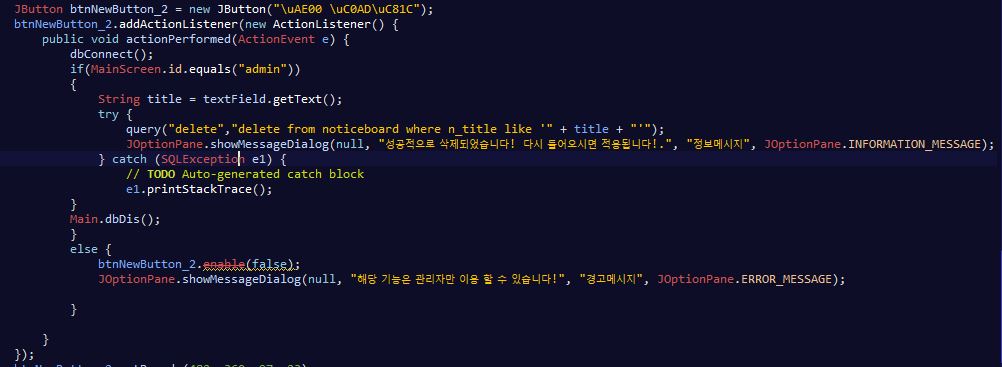 JButton btnNewButton_2 = new JButton("\uAE00 \uC0AD\uC81C");
btnNewButton_2.addActionListener(new ActionListener() {
public void actionPerformed(ActionEvent e) {
dbConnect();
if(MainScreen.id.equals("admin"))
{
String title = textField.getText();
try {
query("delete","delete from noticeboard where n_title like '" + title + "'");
JOptionPane.showMessageDialog(null, "성공적으로 삭제되었습니다! 다시 들어오시면 적용됩니다!.", "정보메시지", JOptionPane.INFORMATION_MESSAGE);
} catch (SQLException e1) {
// TODO Auto-generated catch block
e1.printStackTrace();
}
Main.dbDis();
}
else {
btnNewButton_2.enable(false);
JOptionPane.showMessageDialog(null, "해당 기능은 관리자만 이용 할 수 있습니다!", "경고메시지", JOptionPane.ERROR_MESSAGE);
}
}
});